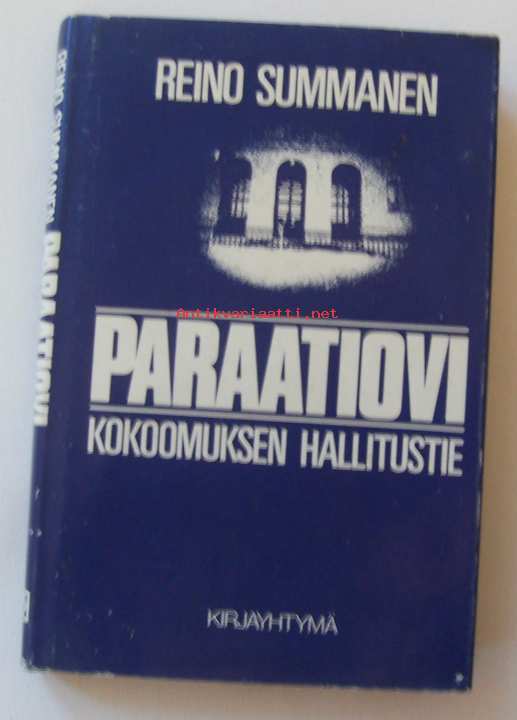 REINO SUMMANEN
Antikvariaatti.net
PARAATIOVI
KOKOOMUKSEN HALLITUSTIE
KIRJAYHTYMÄ
REINO SUMMANEN PARAATIOVI